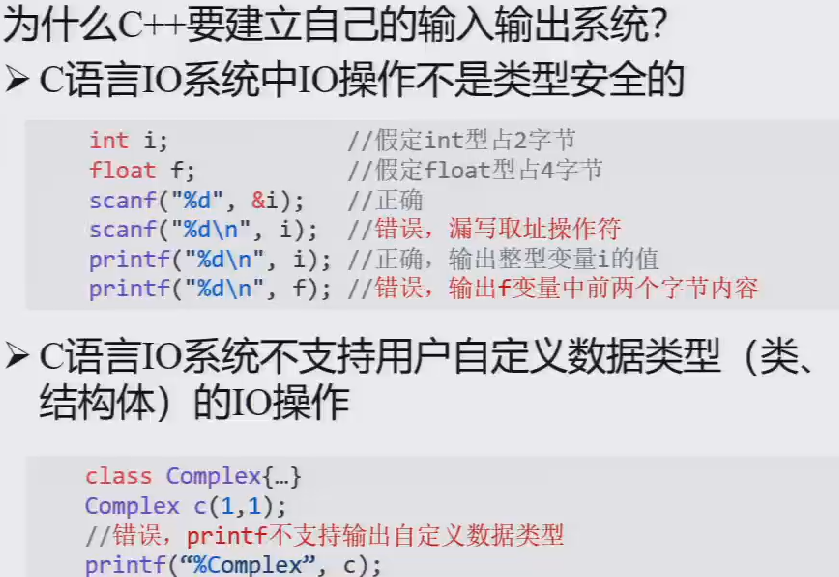 为什么C++要建立自己的输入输出系统?
➢ C语言IO系统中IO操作不是类型安全的
int i; //假定int型占2字节
float f; //假定float型占4字节
scanf("%d", &i); //正确
scanf("%d\n", i); //错误，漏写取址操作符
printf("%d\n", i); //正确，输出整型变量i的值
printf("%d\n", f); //错误，输出f变量中前两个字节内容
➢ C语言IO系统不支持用户自定义数据类型（类、
结构体）的IO操作
class Complex{…}
Complex c(1,1);
//错误，printf不支持输出自定义数据类型
printf(“%Complex”, c);